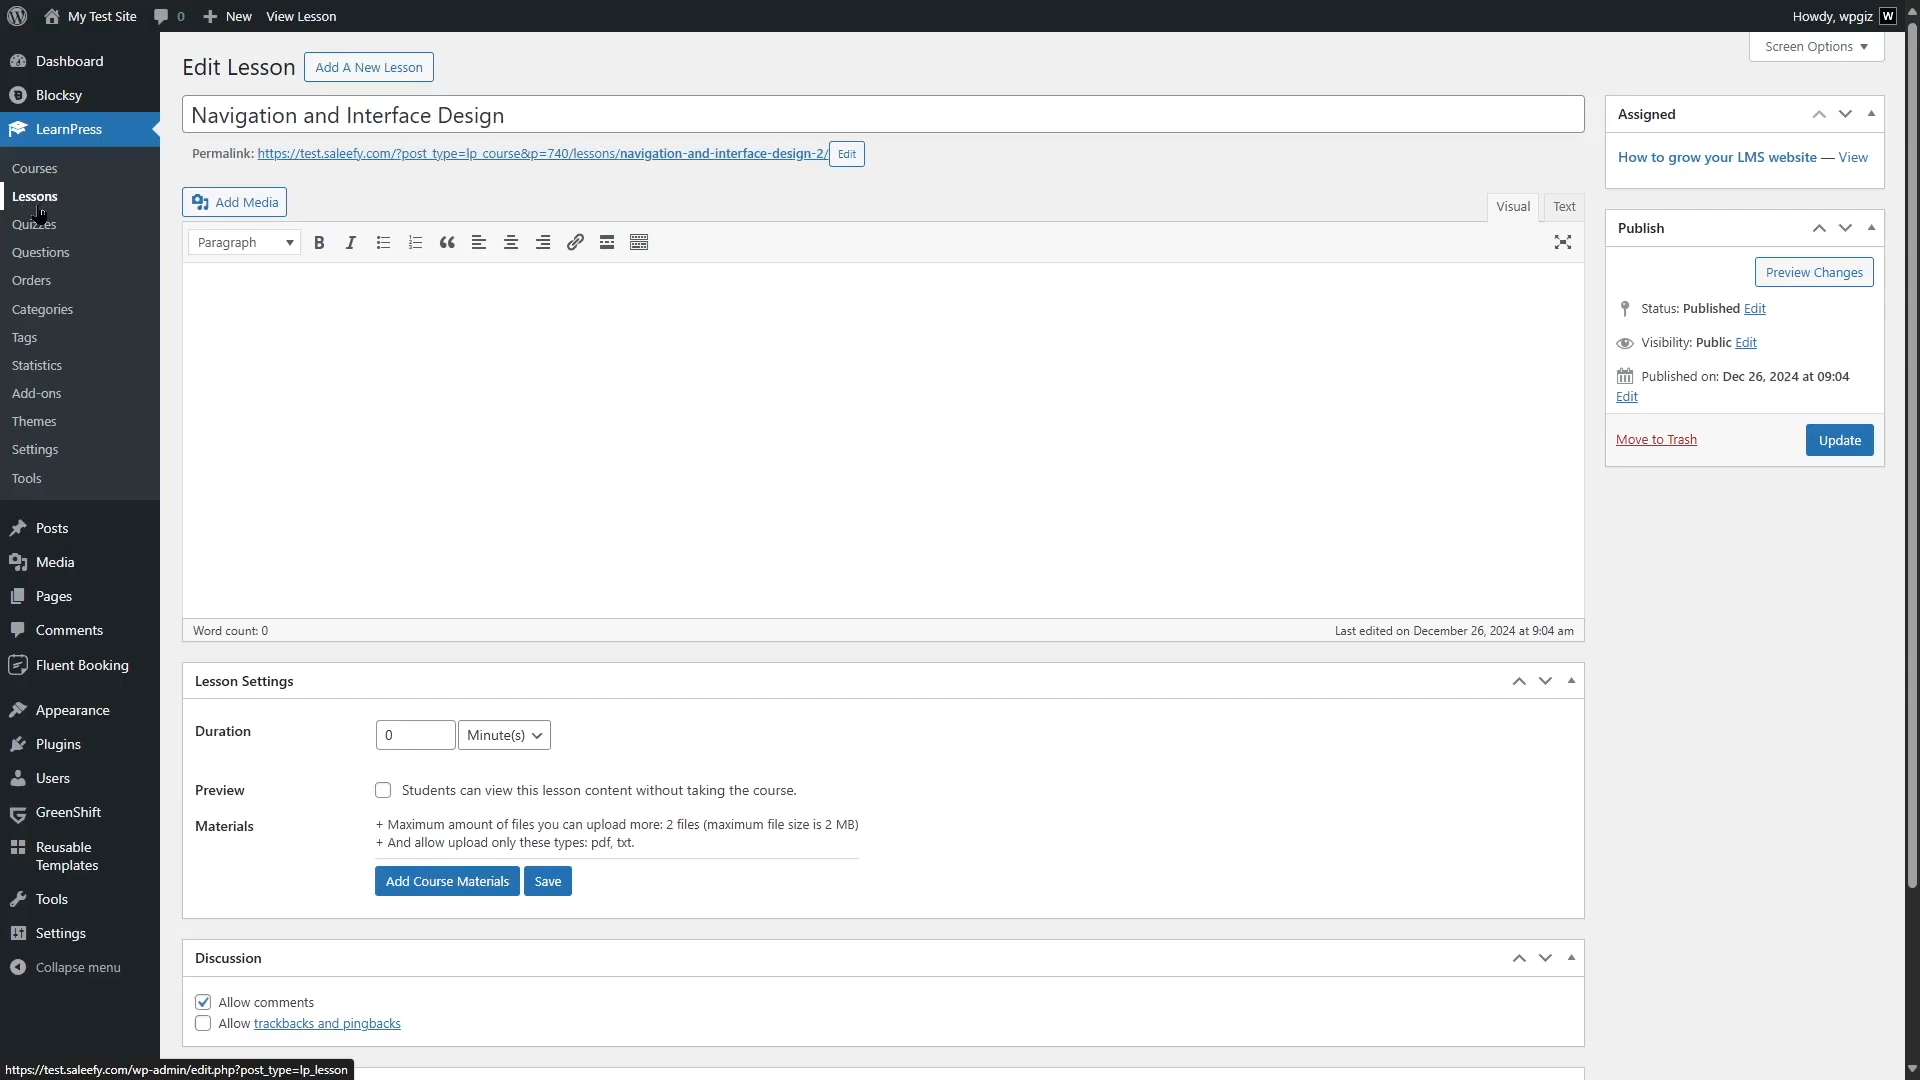 My Test Site
0
New
View Lesson
Howdy, wpgiz
W
Screen Options
Dashboard
Blocksy
LearnPress
Courses
Lessons
Quizzes
Questions
Orders
Categories
Tags
Statistics
Add-ons
Themes
Settings
Tools
Posts
Media
Pages
Comments
Fluent Booking
Appearance
Plugins
Users
GreenShift
Reusable
Templates
Tools
Settings
Collapse menu
Edit Lesson
Add A New Lesson
Navigation and Interface Design
Permalink: https://test.saleefy.com/?post_type=lp_course&p=740/lessons/navigation-and-interface-design-2/ Edit
Add Media
Visual
Text
Paragraph
Word count: 0
Last edited on December 26, 2024 at 9:04 am
Lesson Settings
Duration
0
Minute(s)
Preview
Students can view this lesson content without taking the course.
Materials
+ Maximum amount of files you can upload more: 2 files (maximum file size is 2 MB)
+ And allow upload only these types: pdf, txt.
Add Course Materials
Save
Discussion
Allow comments
Allow trackbacks and pingbacks
Assigned
How to grow your LMS website — View
Publish
Preview Changes
Status: Published Edit
Visibility: Public Edit
Published on: Dec 26, 2024 at 09:04
Edit
Move to Trash
Update
https://test.saleefy.com/wp-admin/edit.php?post_type=lp_lesson